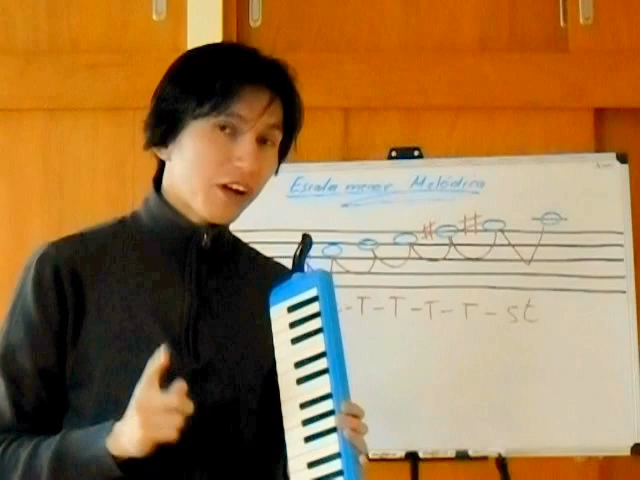 Escala menor Melódica
# #
- T - T - T - T - st